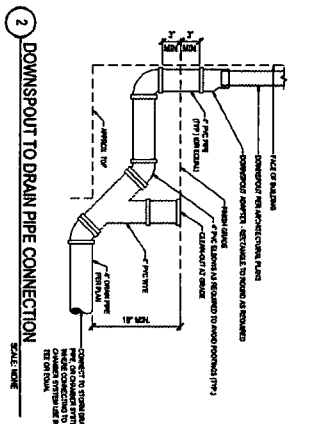 FACE OF BUILDING
DOWNSPOUT PER ARCHITECTURAL PLANS
DOWNSPOUT ADAPTER - RECTANGLE TO ROUND AS REQUIRED
FINISH GRADE
4" PVC ELBOWS AS REQUIRED TO AVOID FOOTINGS (TYP.)
CLEAN-OUT AT GRADE
3"
MIN.
3"
MIN.
4" PVC PIPE
(TYP.) (OR EQUAL)
4" PVC WYE
18" MIN.
APPROX. TOP
4" DRAIN PIPE
PER PLAN
CONNECT TO STORM DRAIN
PIPE, OR CHAMBER SYSTEM
WHERE CONNECTING TO
CHAMBER SYSTEM USE
TEE OR EQUAL
2
DOWNSPOUT TO DRAIN PIPE CONNECTION
SCALE: NONE